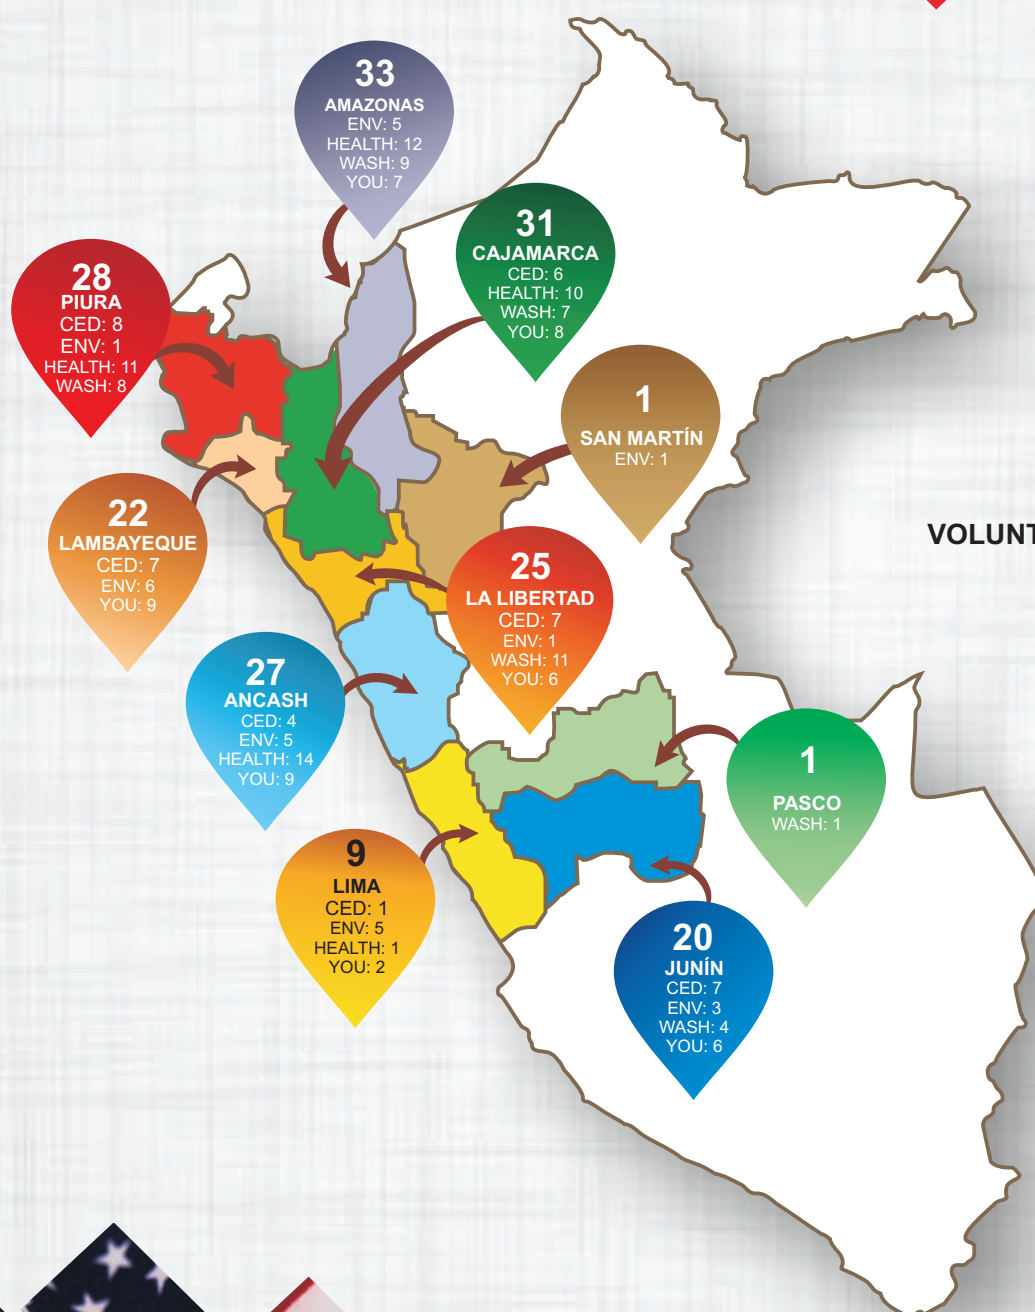 33
AMAZONAS
ENV: 5
HEALTH: 12
WASH: 9
YOU: 7
31
CAJAMARCA
CED: 6
HEALTH: 10
WASH: 7
YOU: 8
28
PIURA
CED: 8
ENV: 1
HEALTH: 11
WASH: 8
1
SAN MARTÍN
ENV: 1
22
LAMBAYEQUE
CED: 7
ENV: 6
YOU: 9
VOLUNT
25
LA LIBERTAD
CED: 7
ENV: 1
WASH: 11
YOU: 6
27
ANCASH
CED: 4
ENV: 5
HEALTH: 14
YOU: 9
1
PASCO
WASH: 1
9
LIMA
CED: 1
ENV: 5
HEALTH: 1
YOU: 2
20
JUNÍN
CED: 7
ENV: 3
WASH: 4
YOU: 6